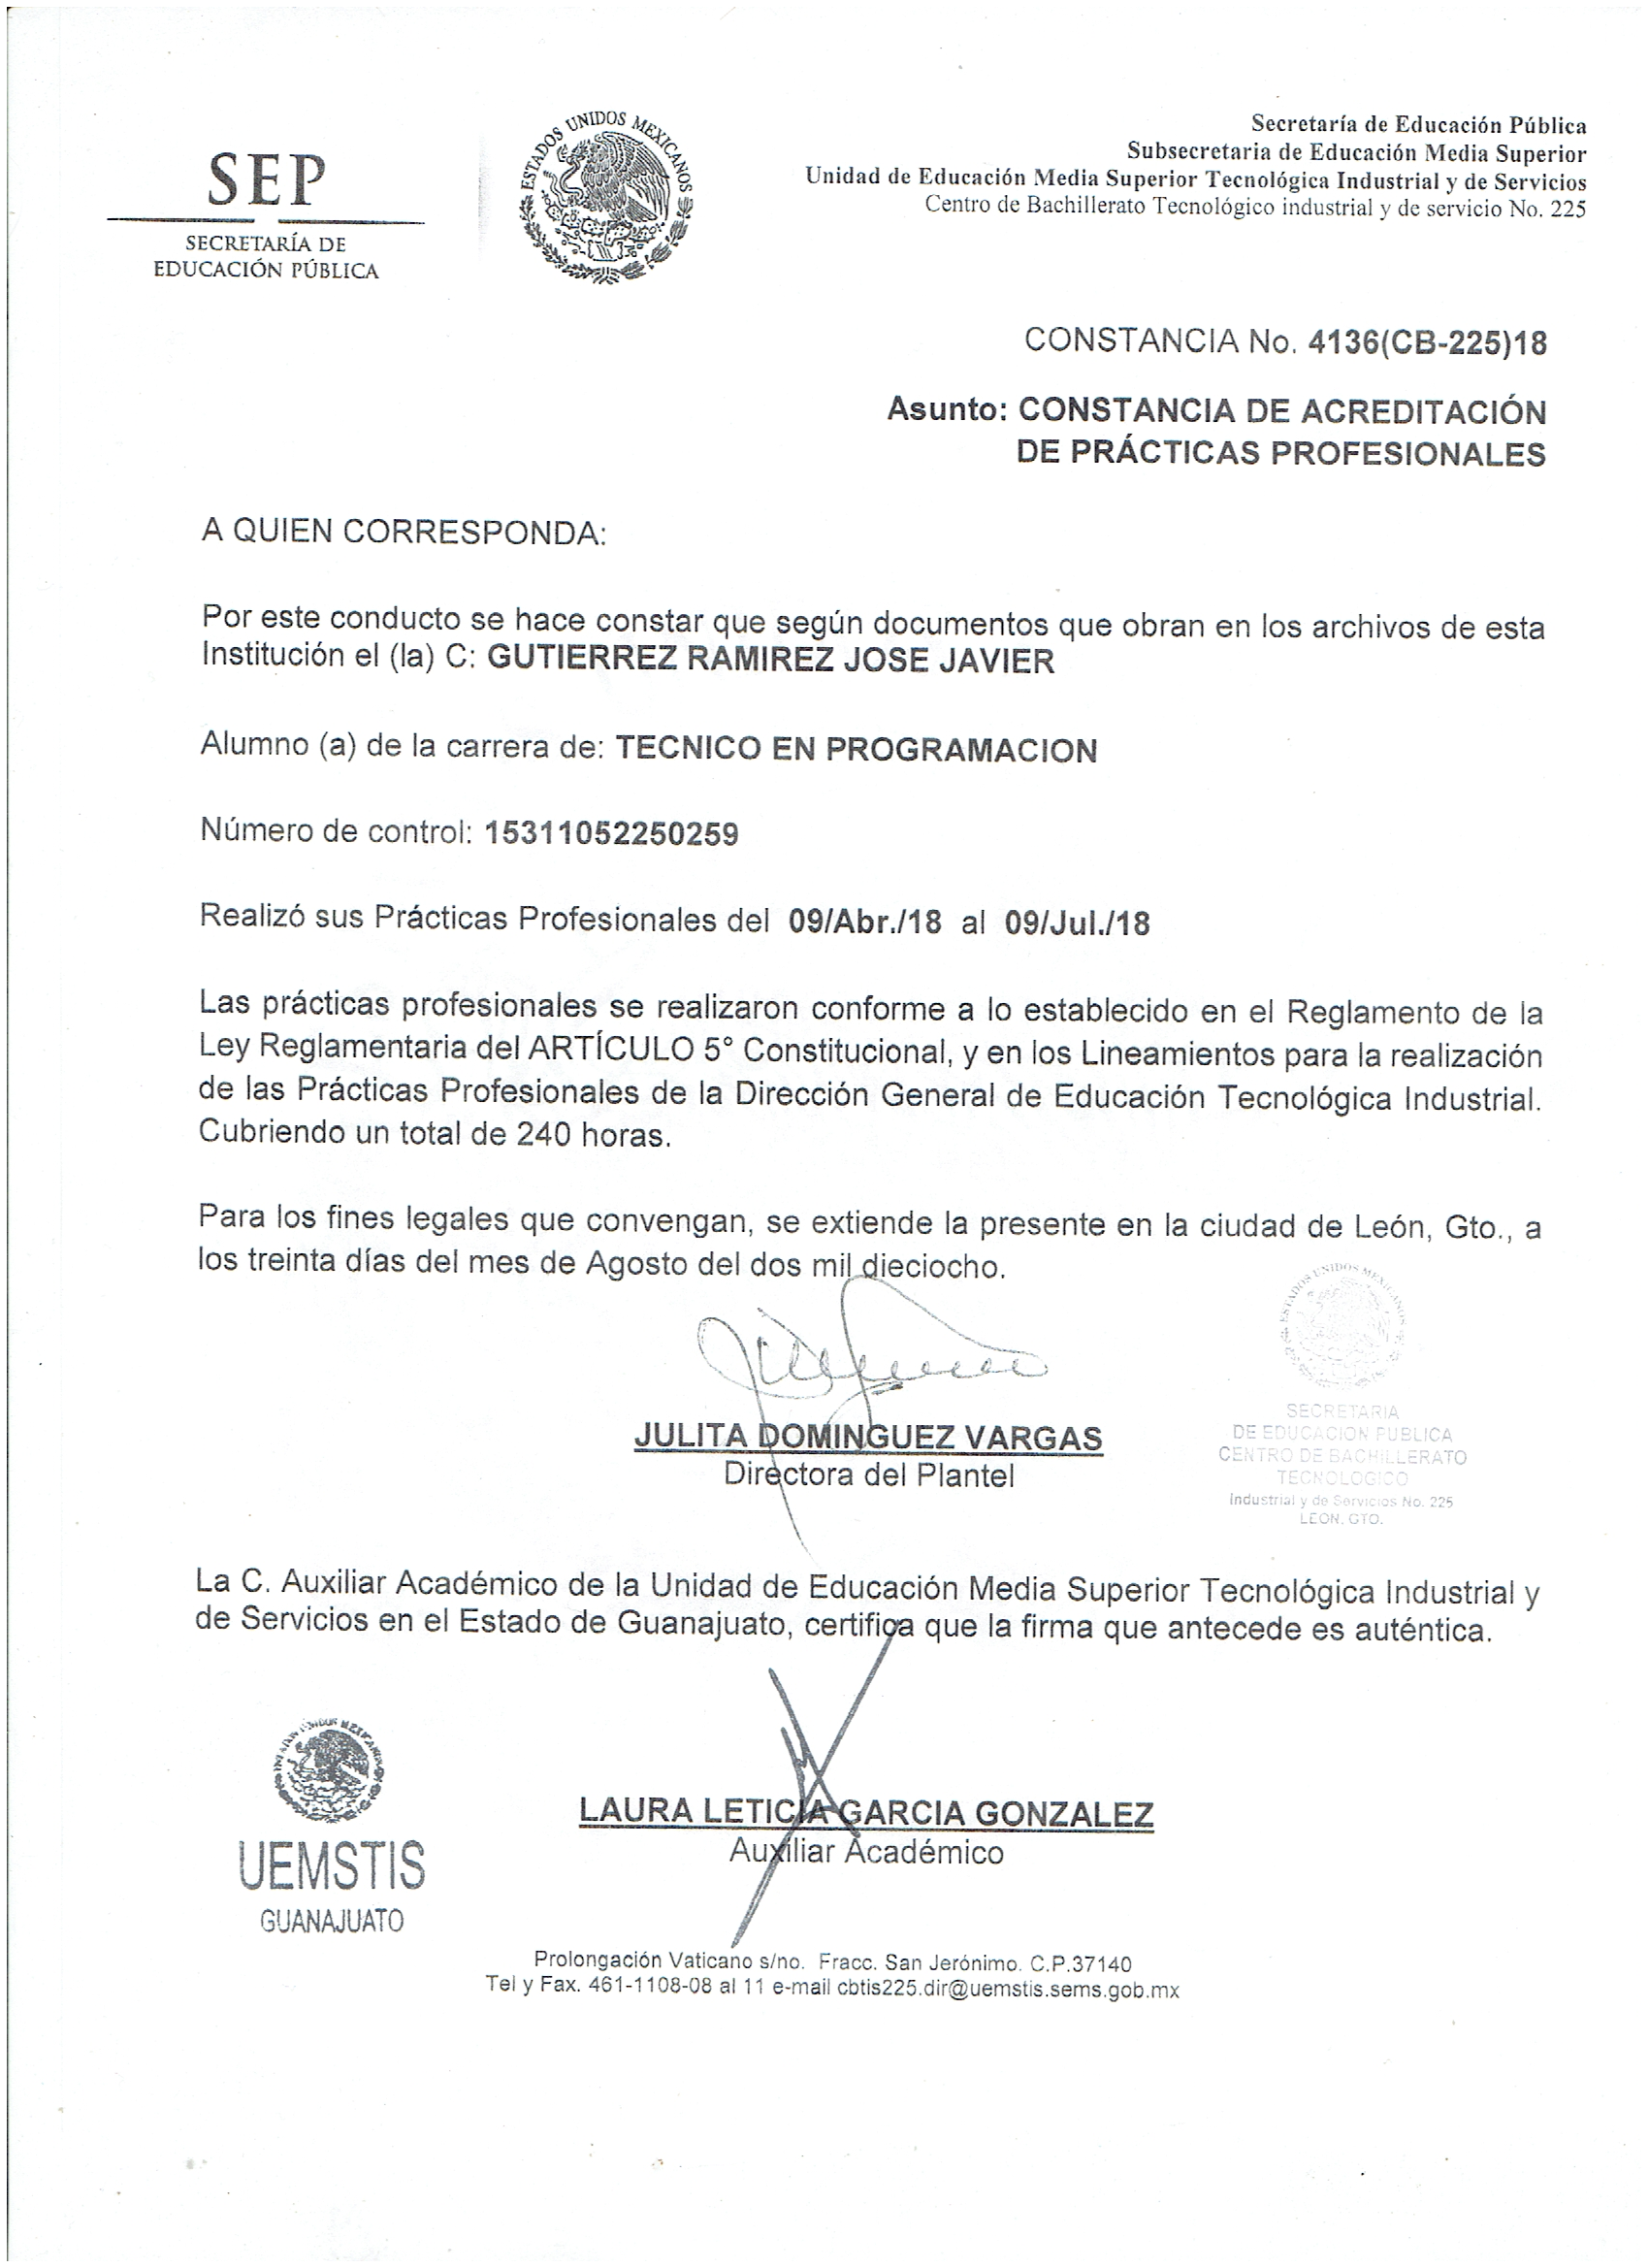 SEP
SECRETARÍA DE
EDUCACIÓN PÚBLICA
ESTADOS UNIDOS MEXICANOS
Secretaría de Educación Pública
Subsecretaria de Educación Media Superior
Unidad de Educación Media Superior Tecnológica Industrial y de Servicios
Centro de Bachillerato Tecnológico industrial y de servicio No. 225
CONSTANCIA No. 4136(CB-225)18
Asunto: CONSTANCIA DE ACREDITACIÓN
DE PRÁCTICAS PROFESIONALES
A QUIEN CORRESPONDA:
Por este conducto se hace constar que según documentos que obran en los archivos de esta
Institución el (la) C: GUTIERREZ RAMIREZ JOSE JAVIER
Alumno (a) de la carrera de: TECNICO EN PROGRAMACION
Número de control: 15311052250259
Realizó sus Prácticas Profesionales del 09/Abr./18 al 09/Jul./18
Las prácticas profesionales se realizaron conforme a lo establecido en el Reglamento de la
Ley Reglamentaria del ARTÍCULO 5° Constitucional, y en los Lineamientos para la realización
de las Prácticas Profesionales de la Dirección General de Educación Tecnológica Industrial.
Cubriendo un total de 240 horas.
Para los fines legales que convengan, se extiende la presente en la ciudad de León, Gto., a
los treinta días del mes de Agosto del dos mil dieciocho.
JULITA DOMINGUEZ VARGAS
Directora del Plantel
ESTADOS UNIDOS MEXICANOS
SECRETARIA
DE EDUCACION PUBLICA
CENTRO DE BACHILLERATO
TECNOLOGICO
Industrial y de Servicios No. 225
LEON, GTO.
La C. Auxiliar Académico de la Unidad de Educación Media Superior Tecnológica Industrial y
de Servicios en el Estado de Guanajuato, certifica que la firma que antecede es auténtica.
ESTADOS UNIDOS MEXICANOS
UEMSTIS
GUANAJUATO
LAURA LETICIA GARCIA GONZALEZ
Auxiliar Académico
Prolongación Vaticano s/no. Fracc. San Jerónimo. C.P.37140
Tel y Fax. 461-1108-08 al 11 e-mail cbtis225.dir@uemstis.sems.gob.mx